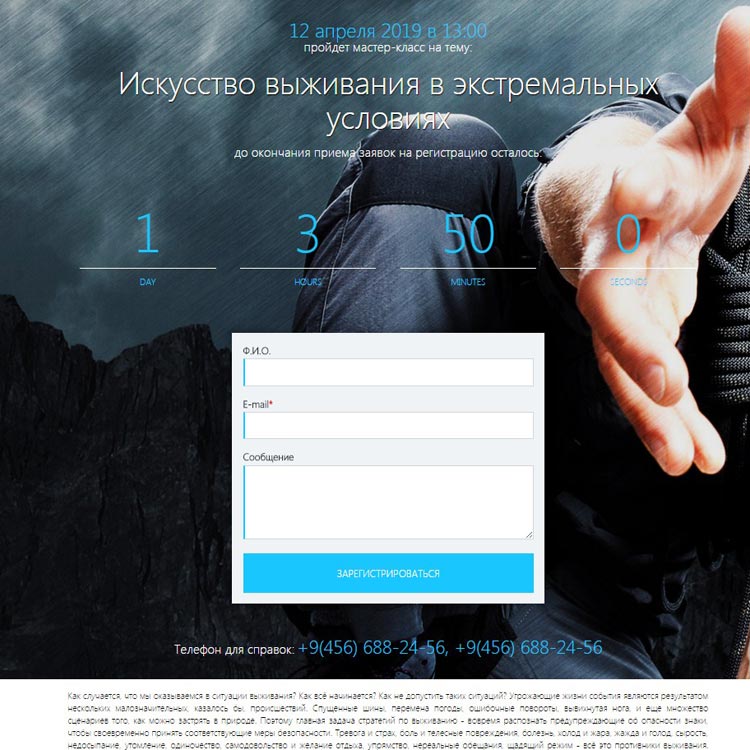 12 апреля 2019 в 13:00
пройдет мастер-класс на тему:
Искусство выживания в экстремальных
условиях
до окончания приема заявок на регистрацию осталось:
1 3 50 0
DAY HOURS MINUTES SECONDS
Ф.И.О.
E-mail*
Сообщение
ЗАРЕГИСТРИРОВАТЬСЯ
Телефон для справок: +9(456) 688-24-56, +9(456) 688-24-56
Как случается, что мы оказываемся в ситуации выживания? Как всё начинается? Как не допустить таких ситуаций? Угрожающие жизни события являются результатом
нескольких малозначительных, казалось бы, происшествий. Спущенные шины, перемена погоды, ошибочные повороты, вывихнутая нога, и ещё множество
сценариев того, как можно застрять в природе. Поэтому главная задача стратегий по выживанию - вовремя распознать предупреждающие об опасности знаки,
чтобы своевременно принять соответствующие меры безопасности. Тревога и страх, боль и телесные повреждения, болезнь, холод и жара, жажда и голод, сырость,
недосыпание, утомление, одиночество, самодовольство и желание отдыха, упрямство, нереальные обещания, щадящий режим - всё это противники выживания.